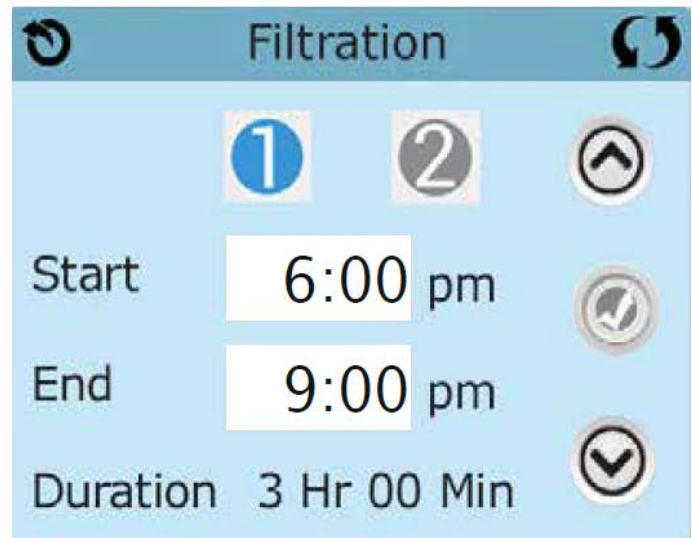 Filtration
1 2
Start 6:00 pm
End 9:00 pm
Duration 3 Hr 00 Min